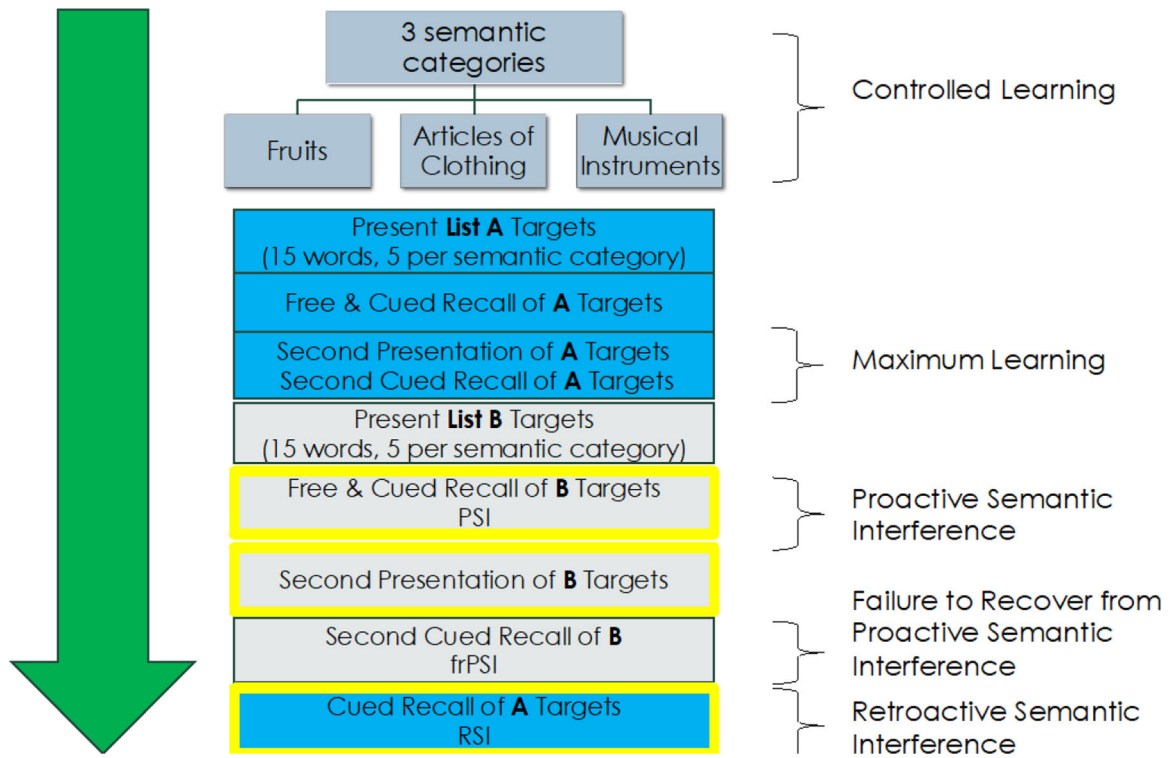 3 semantic
categories
Controlled Learning
Fruits
Articles of
Clothing
Musical
Instruments
Present List A Targets
(15 words, 5 per semantic category)
Free & Cued Recall of A Targets
Second Presentation of A Targets
Second Cued Recall of A Targets
Maximum Learning
Present List B Targets
(15 words, 5 per semantic category)
Free & Cued Recall of B Targets
PSI
Proactive Semantic
Interference
Second Presentation of B Targets
Second Cued Recall of B
frPSI
Failure to Recover from
Proactive Semantic
Interference
Cued Recall of A Targets
RSI
Retroactive Semantic
Interference